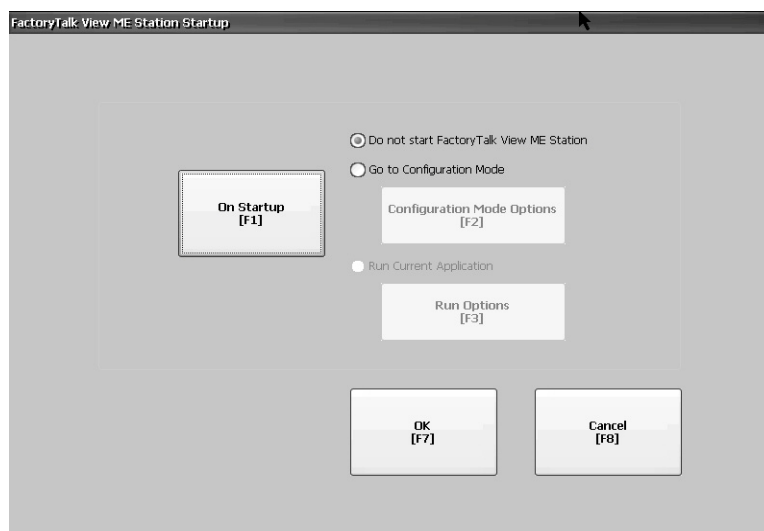 FactoryTalk View ME Station Startup
Do not start FactoryTalk View ME Station
Go to Configuration Mode
On Startup
[F1]
Configuration Mode Options
[F2]
Run Current Application
Run Options
[F3]
OK
[F7]
Cancel
[F8]